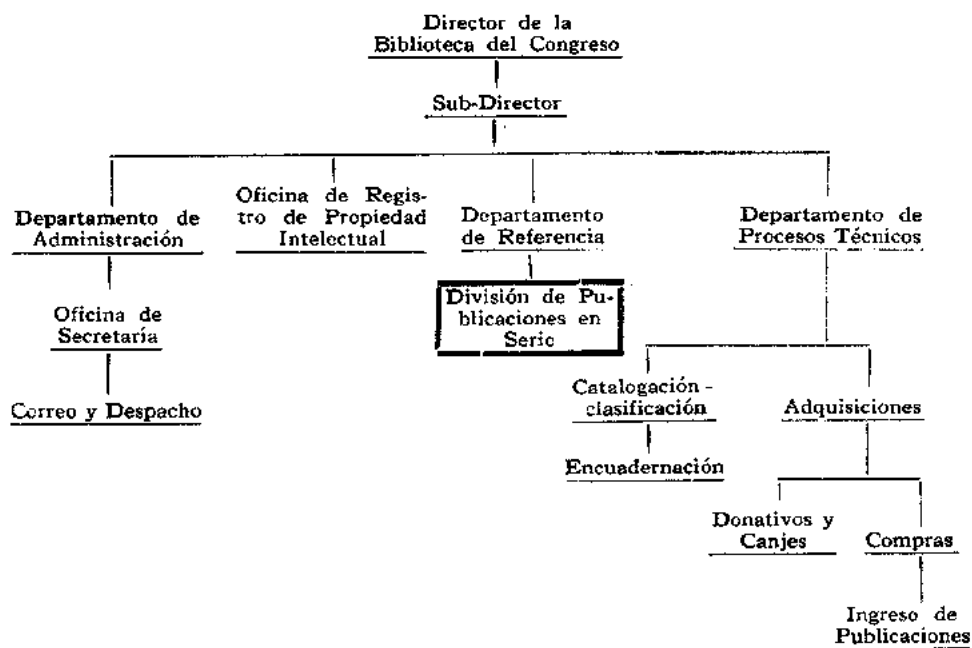 Director de la
Biblioteca del Congreso
Sub-Director
Departamento de
Administración
Oficina de Regis-
tro de Propiedad
Intelectual
Departamento
de Referencia
Departamento de
Procesos Técnicos
Oficina de
Secretaría
División de Pu-
blicaciones en
Serie
Correo y Despacho
Catalogación -
clasificación
Adquisiciones
Encuadernación
Donativos y
Canjes
Compras
Ingreso de
Publicaciones